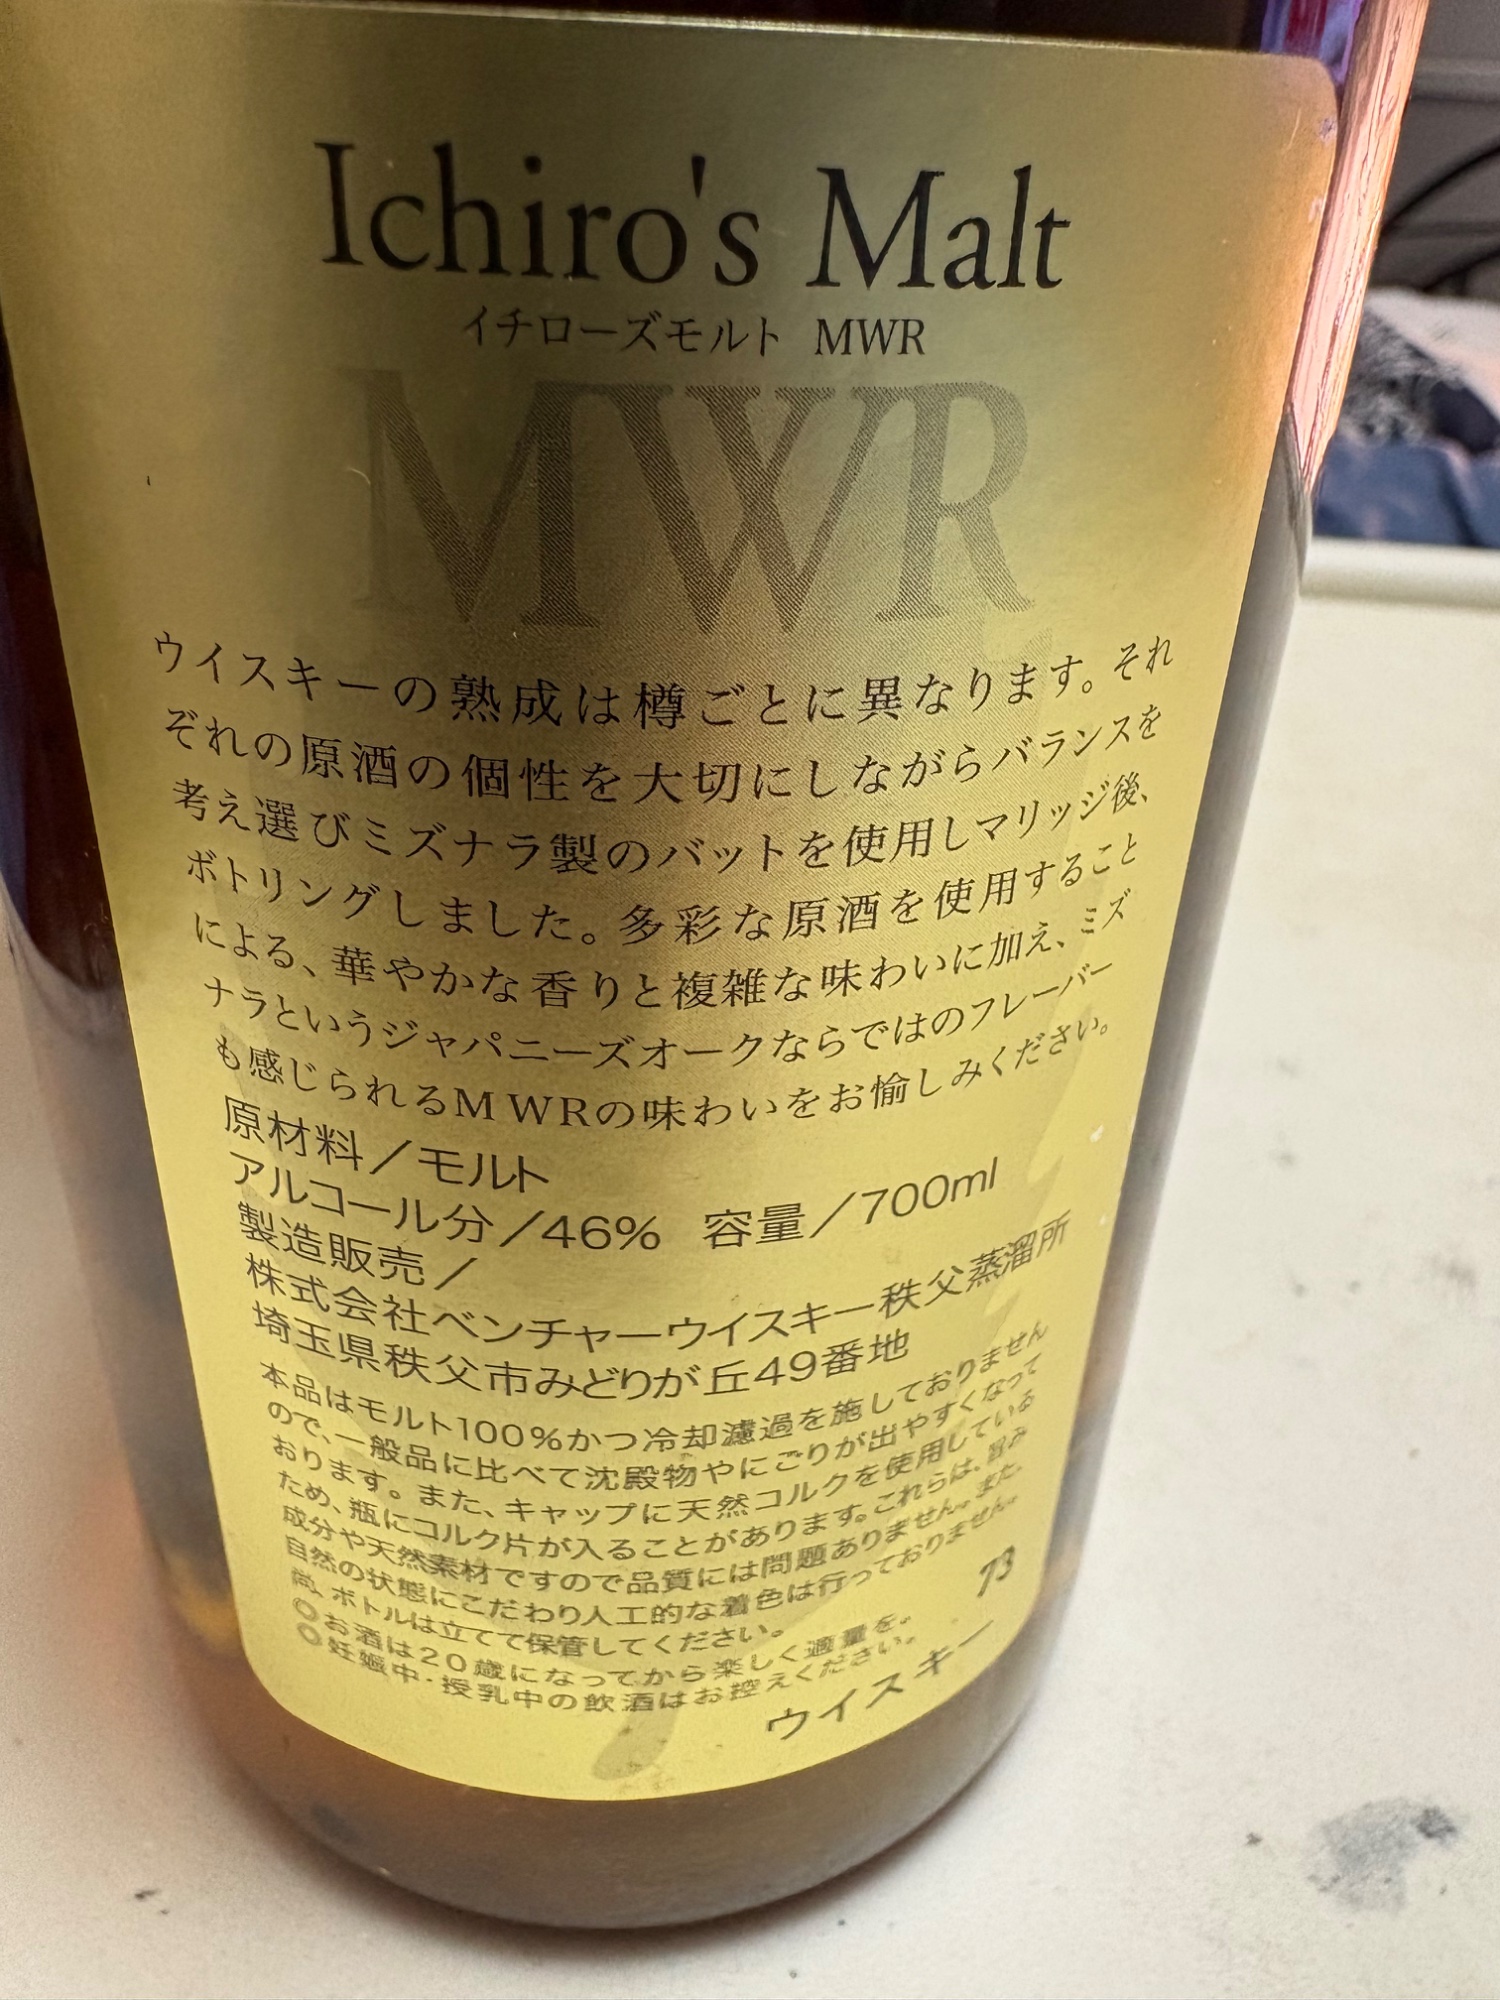 Ichiro's Malt
イチローズモルト MWR
MWR
ウイスキーの熟成は樽ごとに異なります。それ
ぞれの原酒の個性を大切にしながらバランスを
考え選びミズナラ製のバットを使用しマリッジ後、
ボトリングしました。多彩な原酒を使用すること
による、華やかな香りと複雑な味わいに加え、ミズ
ナラというジャパニーズオークならではのフレーバー
も感じられるMWRの味わいをお愉しみください。
原材料／モルト
アルコール分／46% 容量／700ml
製造販売／
株式会社ベンチャーウイスキー秩父蒸溜所
埼玉県秩父市みどりが丘49番地
本品はモルト100%かつ冷却濾過を施しておりません
ので、一般品に比べて沈殿物やにごりが出やすくなって
おります。また、キャップに天然コルクを使用している
ため、瓶にコルク片が入ることがあります。これらは、旨み
成分や天然素材ですので品質には問題ありません。また、
自然の状態にこだわり人工的な着色は行っておりません。
尚、ボトルは立てて保管してください。
◎お酒は20歳になってから楽しく適量を。
◎妊娠中・授乳中の飲酒はお控えください。
73
ウイスキー